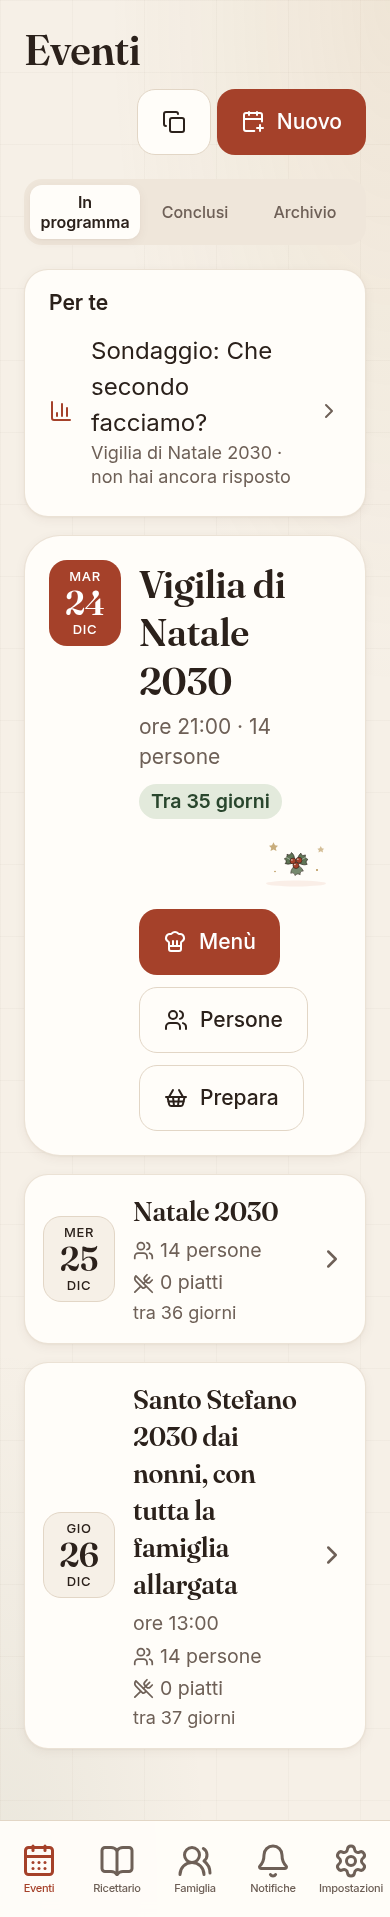 Eventi
Nuovo
In
programma
Conclusi
Archivio
Per te
Sondaggio: Che
secondo
facciamo?
Vigilia di Natale 2030 ·
non hai ancora risposto
MAR
24
DIC
Vigilia di
Natale
2030
ore 21:00 · 14
persone
Tra 35 giorni
Menù
Persone
Prepara
MER
25
DIC
Natale 2030
14 persone
0 piatti
tra 36 giorni
GIO
26
DIC
Santo Stefano
2030 dai
nonni, con
tutta la
famiglia
allargata
ore 13:00
14 persone
0 piatti
tra 37 giorni
Eventi
Ricettario
Famiglia
Notifiche
Impostazioni